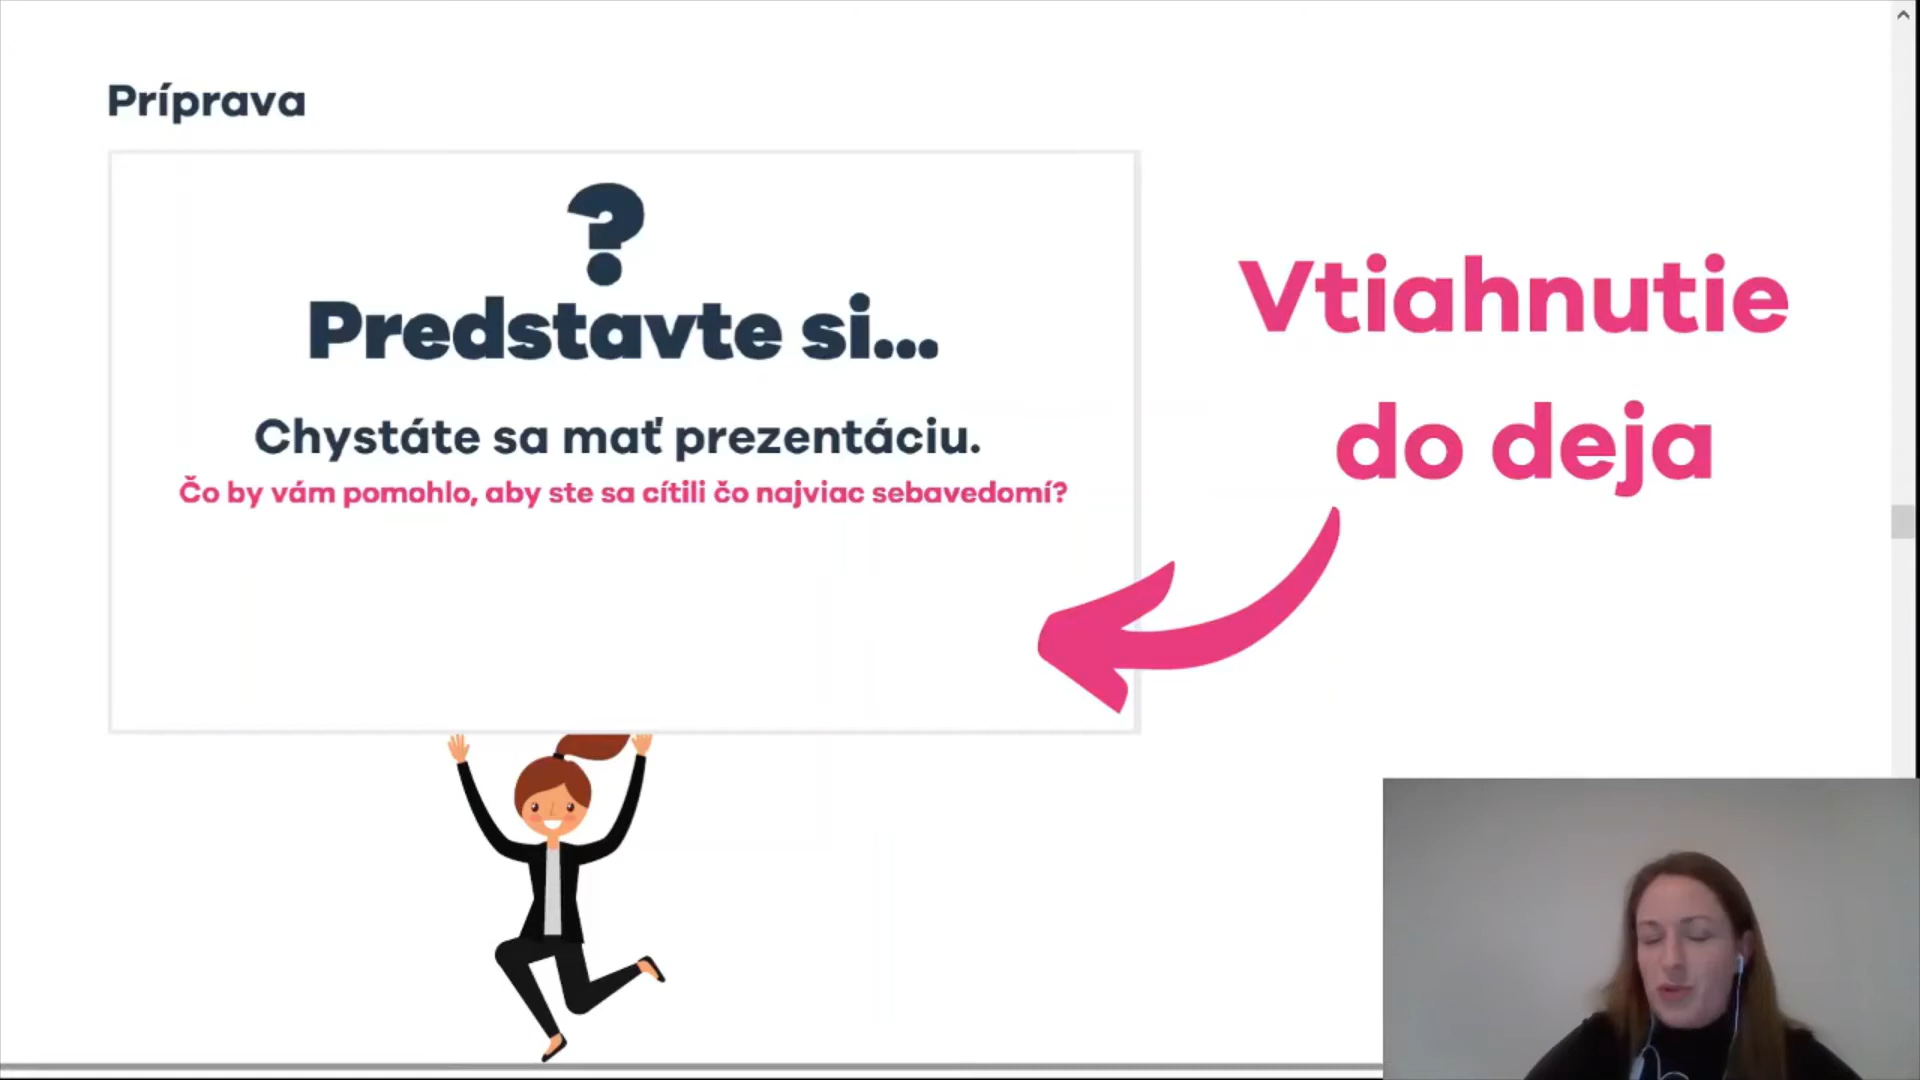 Príprava
?
Predstavte si...
Chystáte sa mať prezentáciu.
Čo by vám pomohlo, aby ste sa cítili čo najviac sebavedomí?
Vtiahnutie
do deja